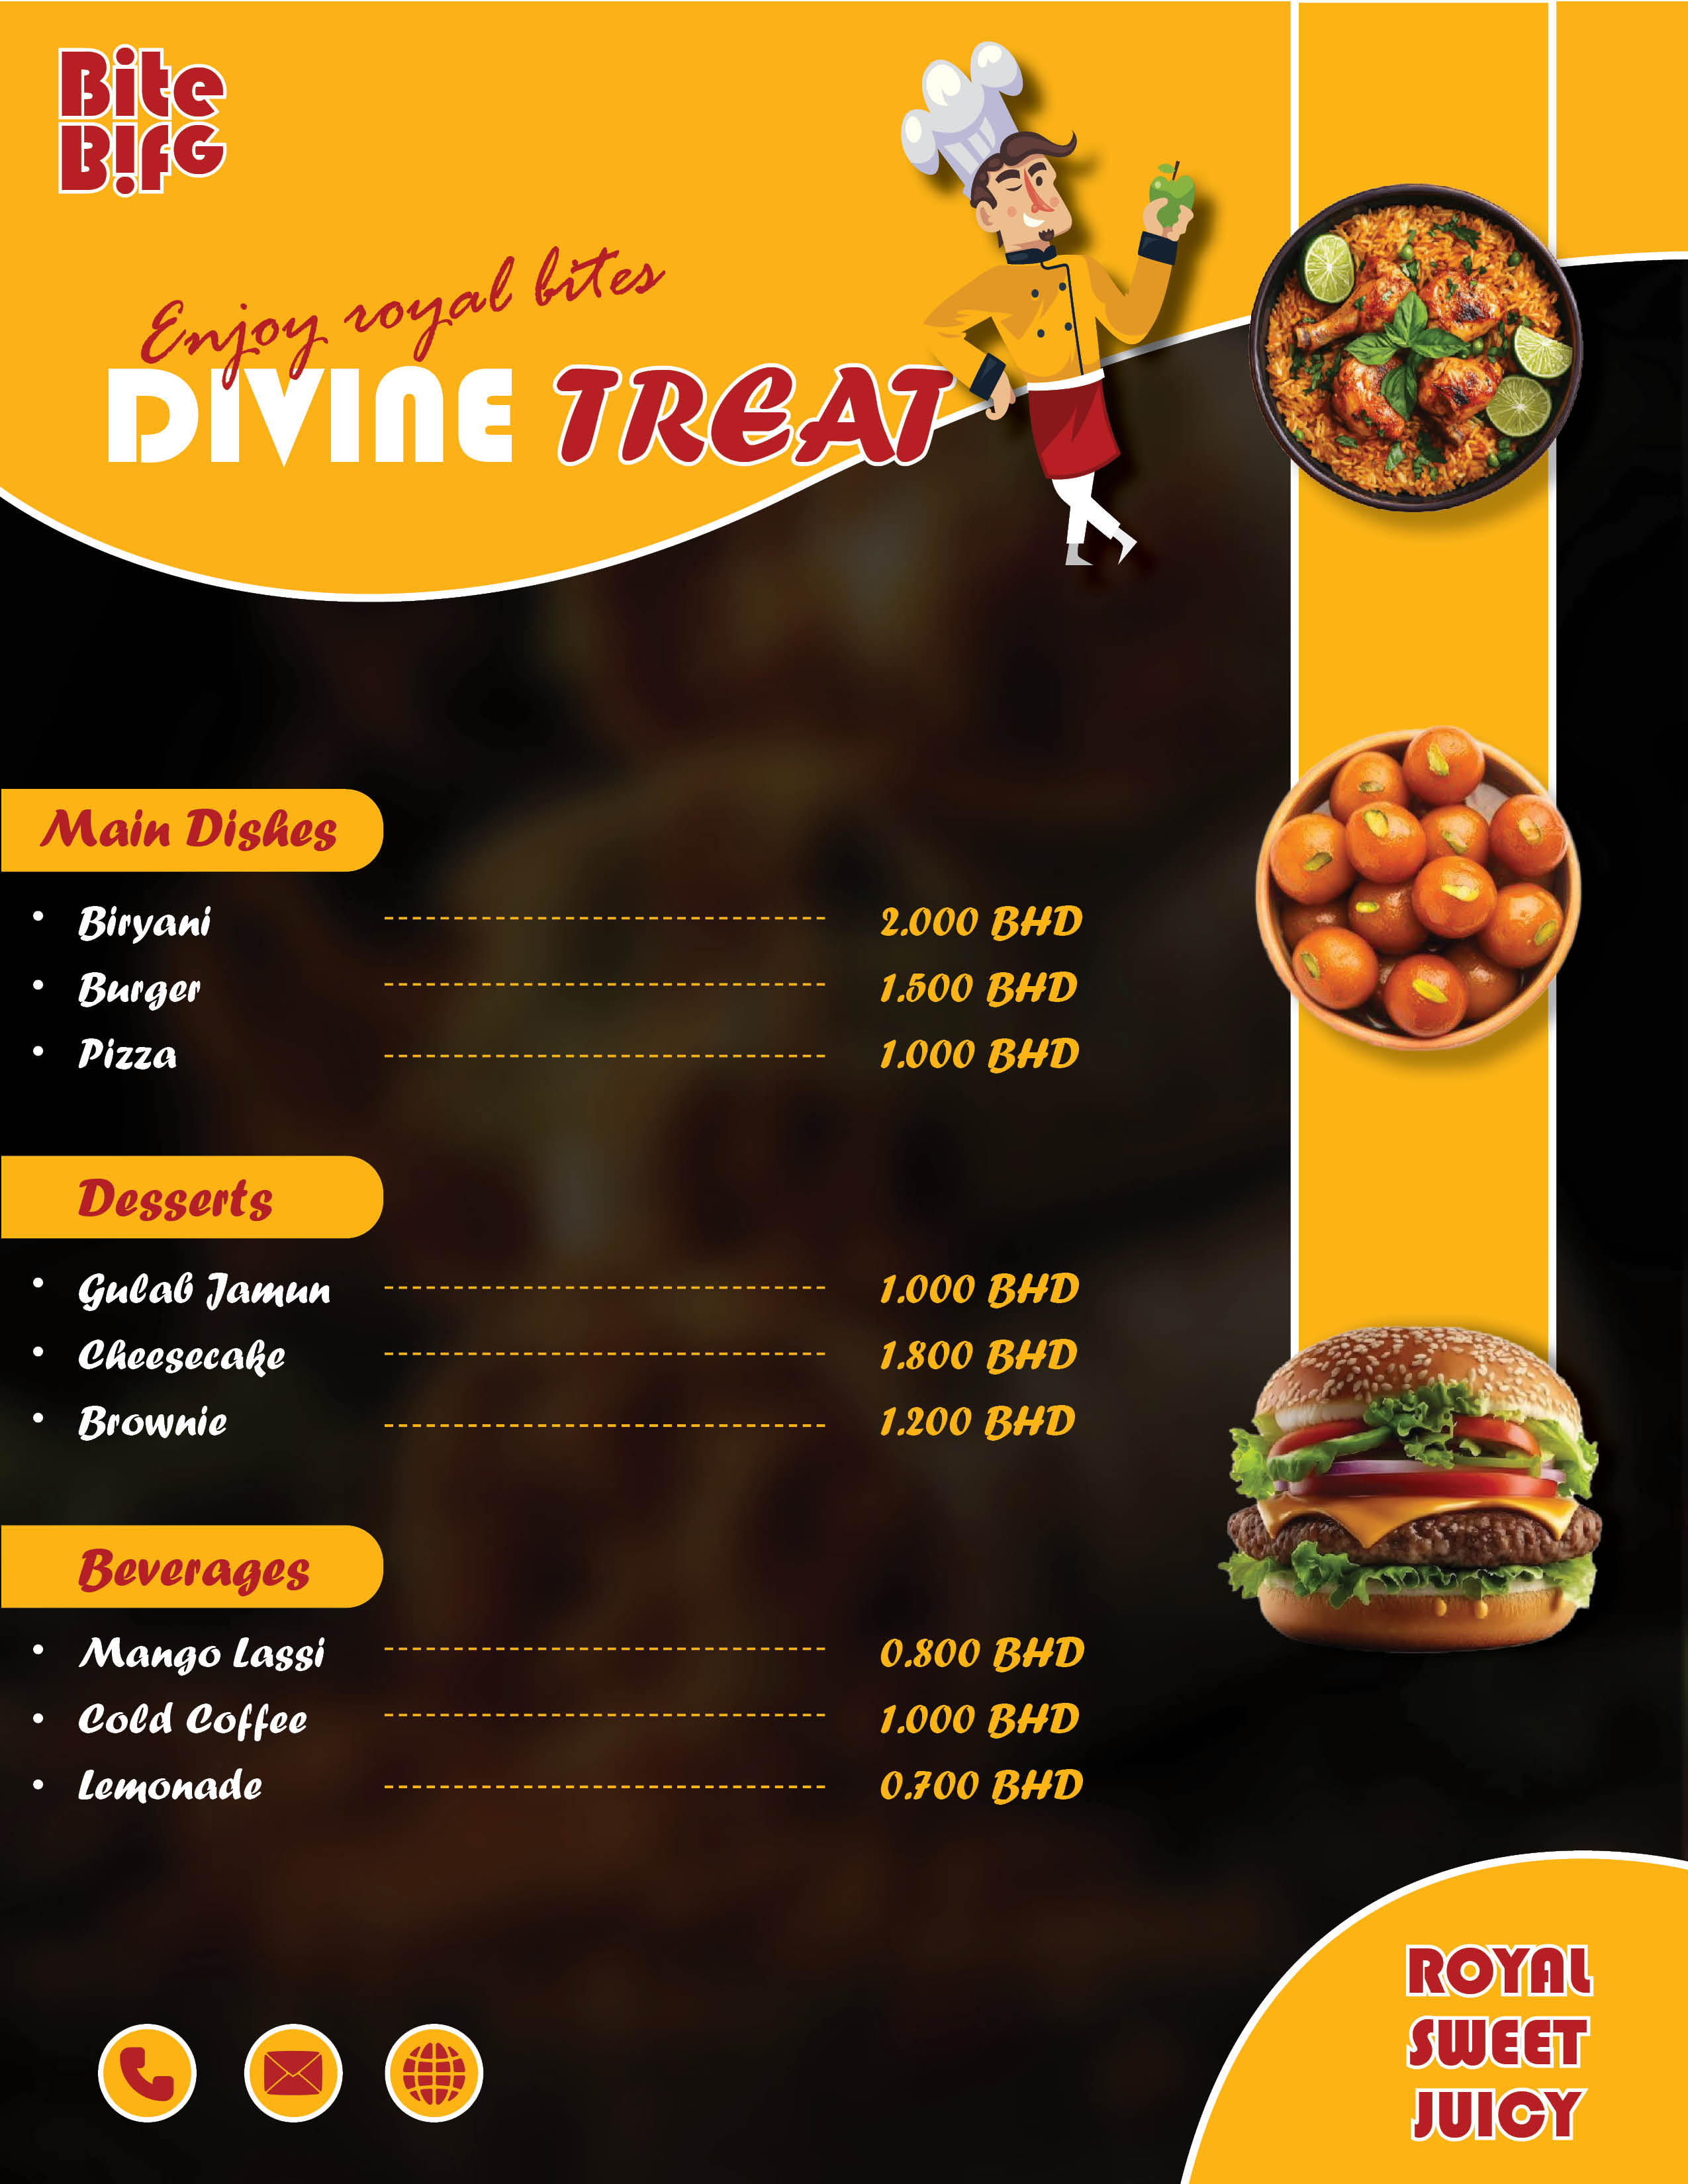 Bite
B!fG
Enjoy royal bites
DIVINE TREAT
Main Dishes
• Biryani ------------------------------- 2.000 BHD
• Burger ------------------------------- 1.500 BHD
• Pizza ------------------------------- 1.000 BHD
Desserts
• Gulab Jamun ------------------------------- 1.000 BHD
• Cheesecake ------------------------------- 1.800 BHD
• Brownie ------------------------------- 1.200 BHD
Beverages
• Mango Lassi ------------------------------- 0.800 BHD
• Cold Coffee ------------------------------- 1.000 BHD
• Lemonade ------------------------------- 0.700 BHD
ROYAL
SWEET
JUICY